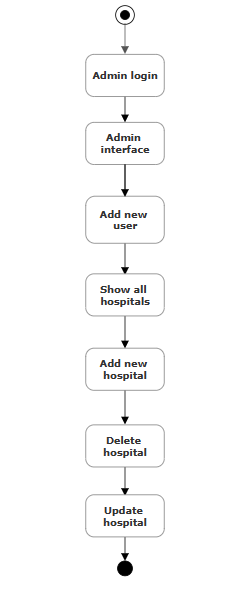 Admin login
Admin
interface
Add new
user
Show all
hospitals
Add new
hospital
Delete
hospital
Update
hospital